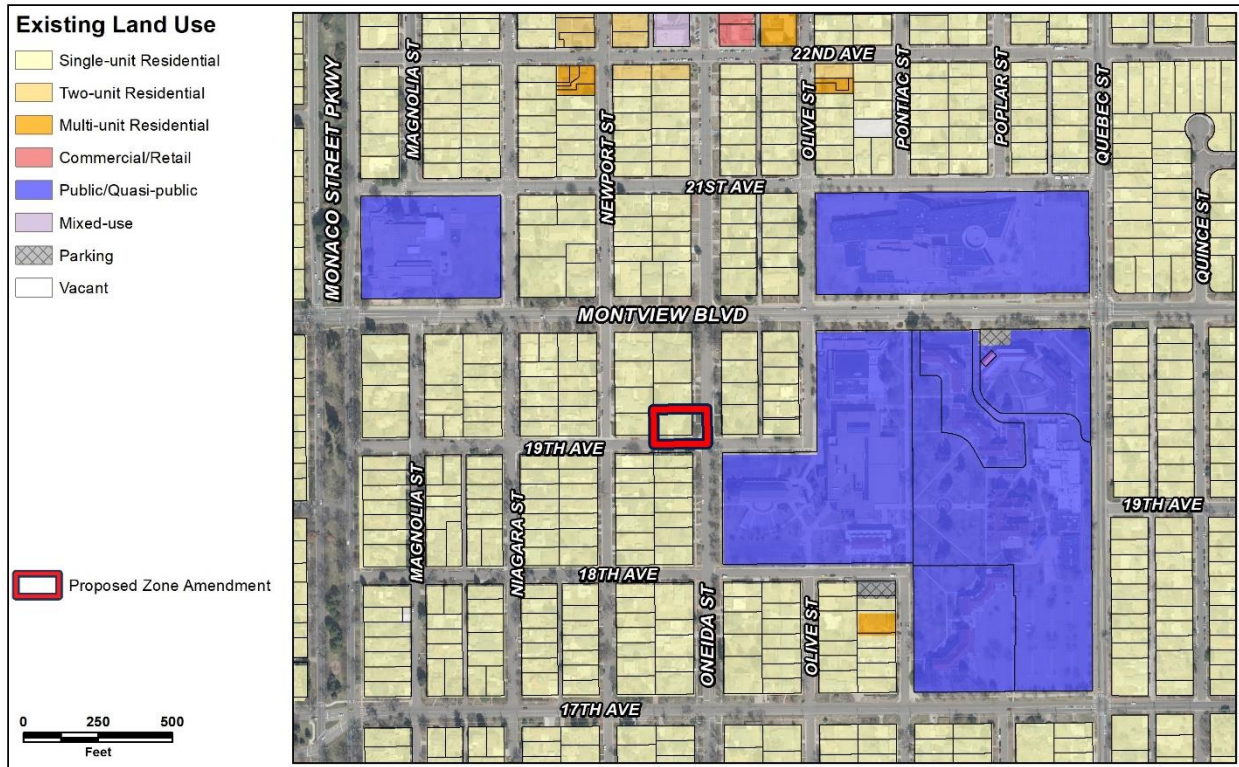 Existing Land Use
Single-unit Residential
Two-unit Residential
Multi-unit Residential
Commercial/Retail
Public/Quasi-public
Mixed-use
Parking
Vacant
Proposed Zone Amendment
0 250 500
Feet
22ND AVE
MONACO STREET PKWY
MAGNOLIA ST
NEWPORT ST
OLIVE ST
PONTIAC ST
POPLAR ST
QUEBEC ST
21ST AVE
QUINCE ST
MONTVIEW BLVD
19TH AVE
19TH AVE
MAGNOLIA ST
NIAGARA ST
18TH AVE
ONEIDA ST
OLIVE ST
17TH AVE